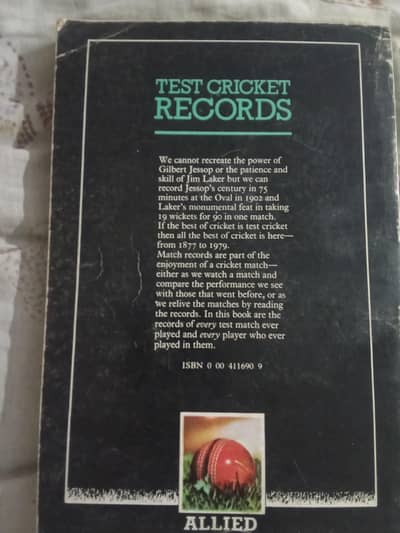 TEST CRICKET
RECORDS
We cannot recreate the power of
Gilbert Jessop or the patience and
skill of Jim Laker but we can
record Jessop's century in 75
minutes at the Oval in 1902 and
Laker's monumental feat in taking
19 wickets for 90 in one match.
If the best of cricket is test cricket
then all the best of cricket is here—
from 1877 to 1979.
Match records are part of the
enjoyment of a cricket match—
either as we watch a match and
compare the performance we see
with those that went before, or as
we relive the matches by reading
the records. In this book are the
records of every test match ever
played and every player who ever
played in them.
ISBN 0 00 411690 9
ALLIED